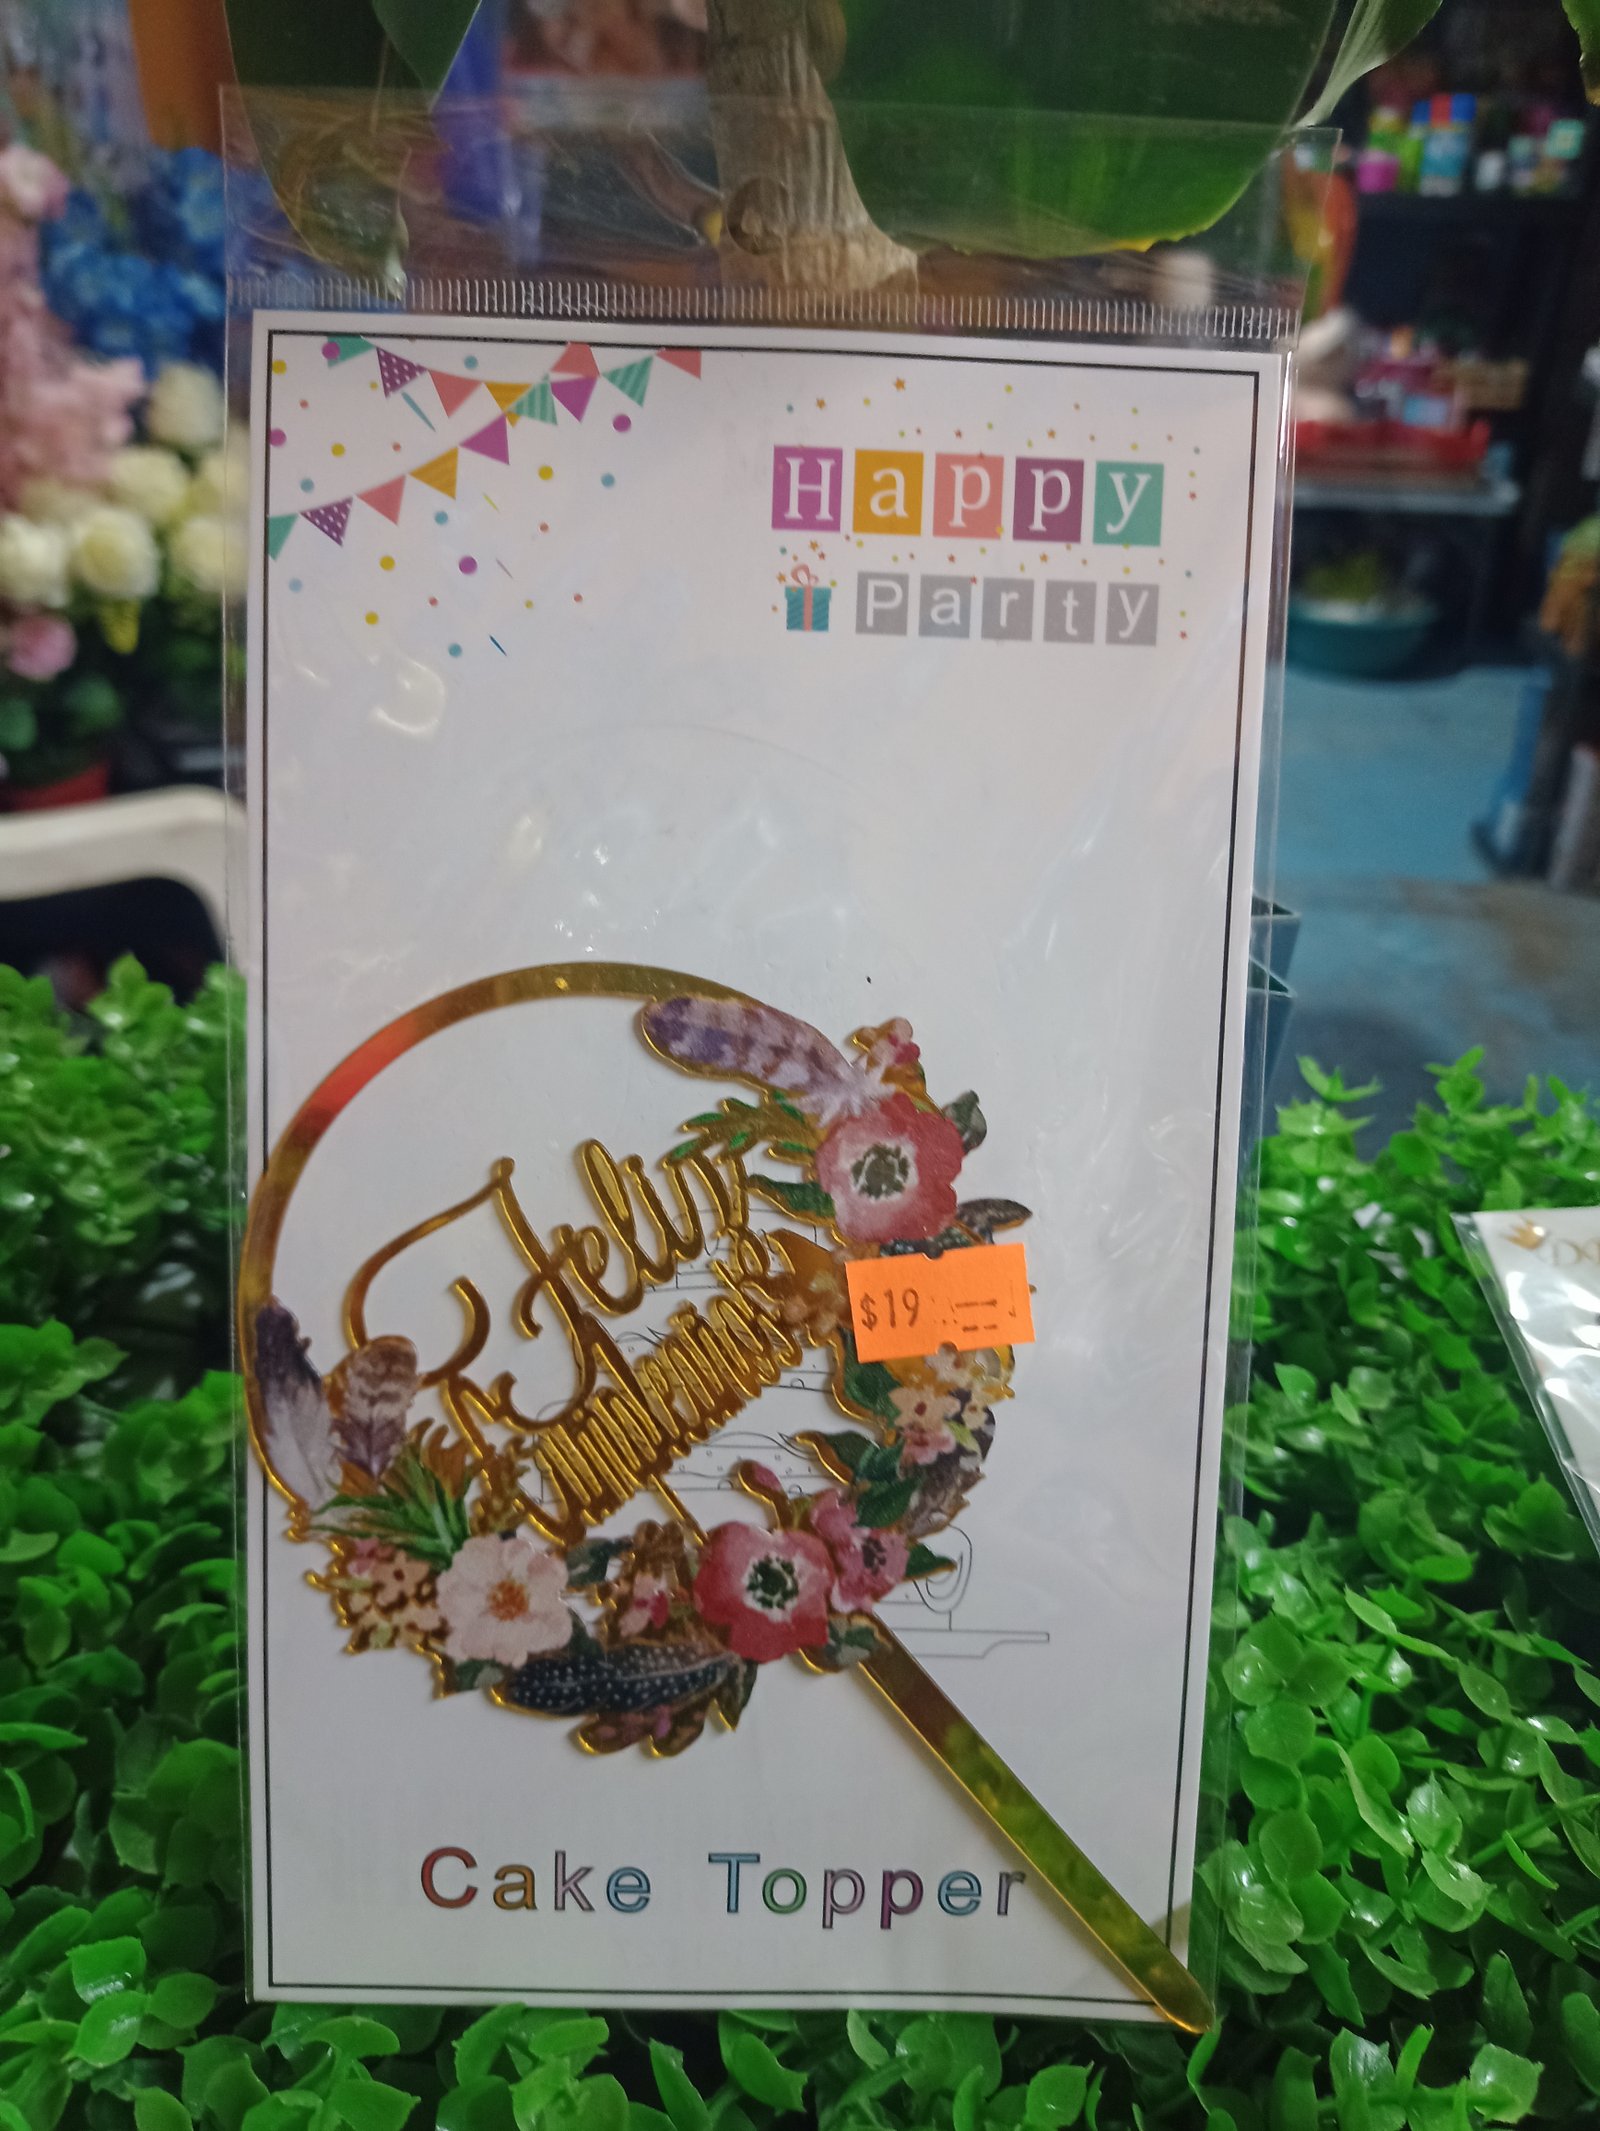 Happy
Party
Feliz
Cumpleaños
$19
Cake Topper